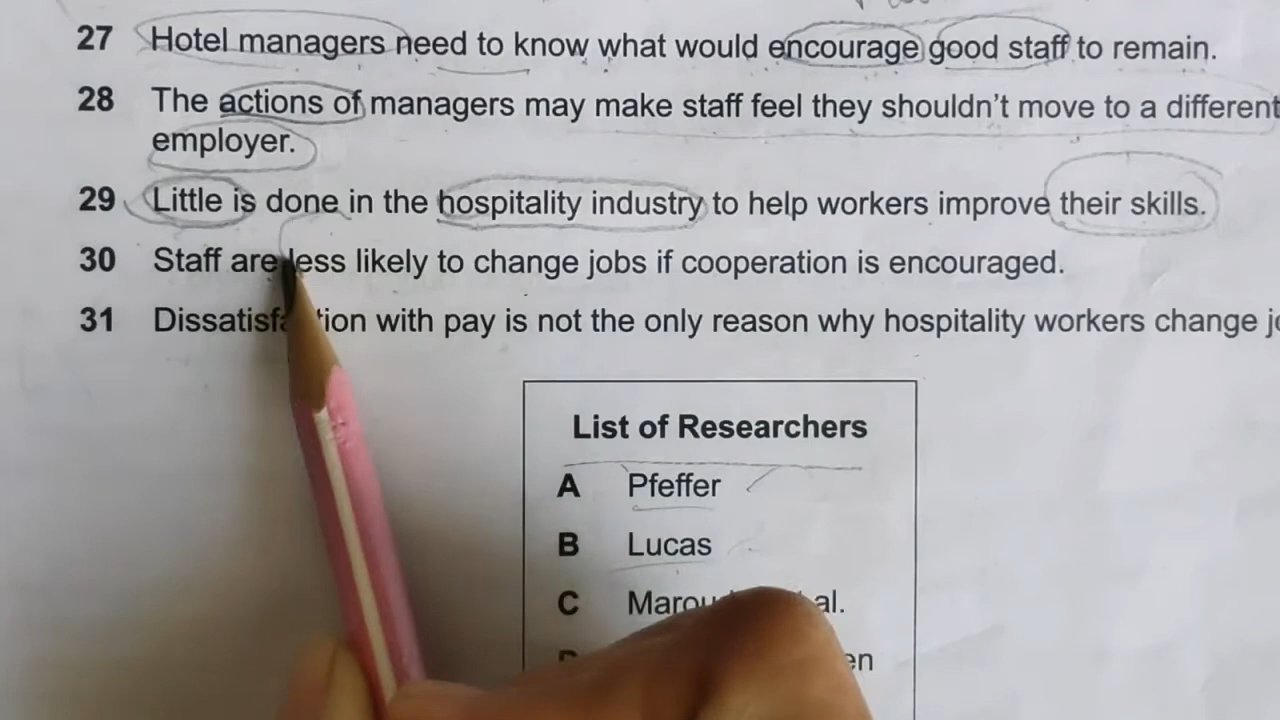 27 Hotel managers need to know what would encourage good staff to remain.
28 The actions of managers may make staff feel they shouldn't move to a different
employer.
29 Little is done in the hospitality industry to help workers improve their skills.
30 Staff are less likely to change jobs if cooperation is encouraged.
31 with pay is not the only reason why hospitality workers change
List of Researchers
A Pfeffer
B Lucas
C al.